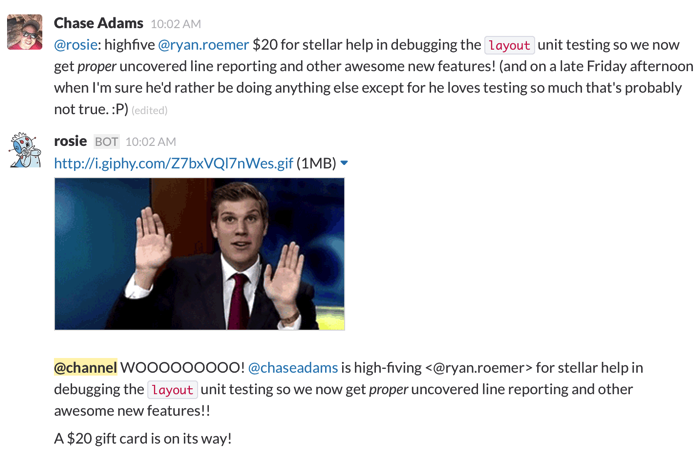 Chase Adams 10:02 AM
@rosie: highfive @ryan.roemer $20 for stellar help in debugging the layout unit testing so we now
get proper uncovered line reporting and other awesome new features! (and on a late Friday afternoon
when I'm sure he'd rather be doing anything else except for he loves testing so much that's probably
not true. :P) (edited)
rosie BOT 10:02 AM
http://i.giphy.com/Z7bxVQl7nWes.gif (1MB)
@channel WOOOOOOOOO! @chaseadams is high-fiving <@ryan.roemer> for stellar help in
debugging the layout unit testing so we now get proper uncovered line reporting and other
awesome new features!!
A $20 gift card is on its way!